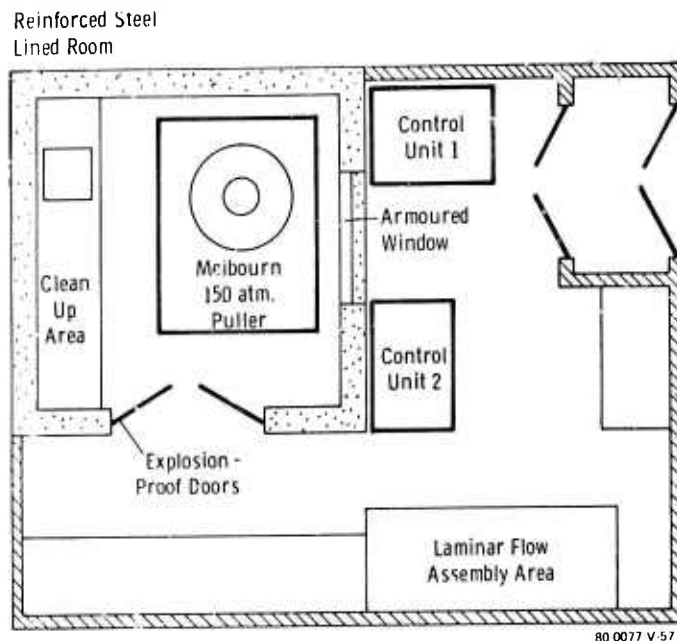 Reinforced Steel
Lined Room
Control
Unit 1
Armoured
Window
Melbourn
150 atm.
Puller
Clean
Up
Area
Control
Unit 2
Explosion -
Proof Doors
Laminar Flow
Assembly Area
80 0077 V-57